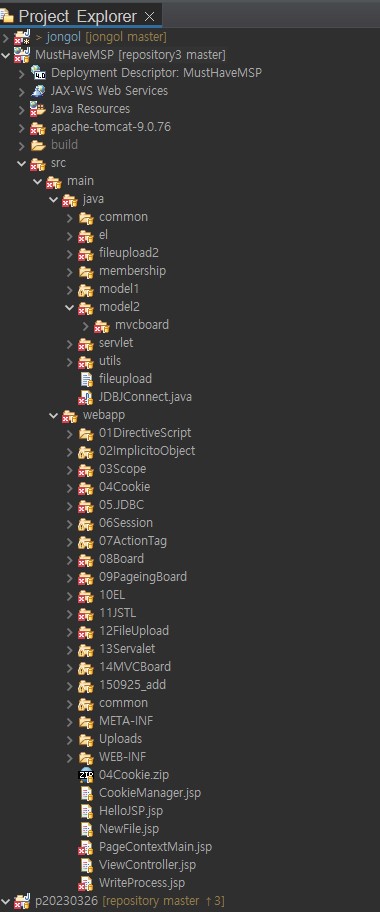 Project Explorer
> jongol [jongol master]
MustHaveMSP [repository3 master]
Deployment Descriptor: MustHaveMSP
JAX-WS Web Services
Java Resources
apache-tomcat-9.0.76
build
src
main
java
common
el
fileupload2
membership
model1
model2
mvcboard
servlet
utils
fileupload
JDBJConnect.java
webapp
01DirectiveScript
02ImplicitoObject
03Scope
04Cookie
05.JDBC
06Session
07ActionTag
08Board
09PageingBoard
10EL
11JSTL
12FileUpload
13Servalet
14MVCBoard
150925_add
common
META-INF
Uploads
WEB-INF
04Cookie.zip
CookieManager.jsp
HelloJSP.jsp
NewFile.jsp
PageContextMain.jsp
ViewController.jsp
WriteProcess.jsp
p20230326 [repository master ↑3]